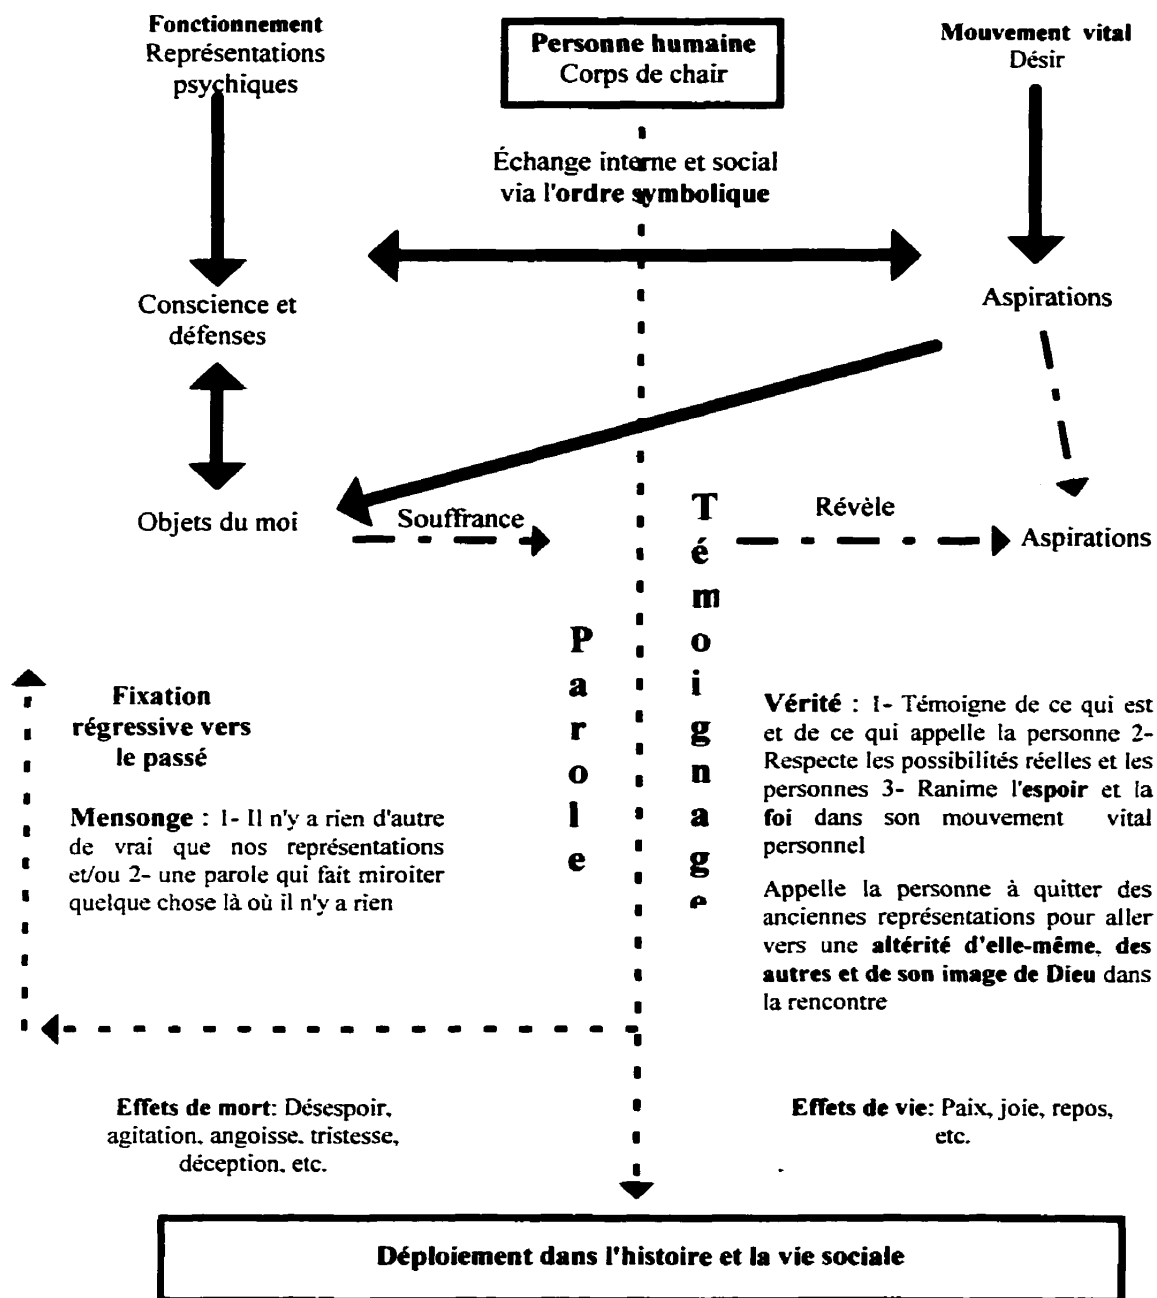 Fonctionnement
Représentations
psychiques
Personne humaine
Corps de chair
Mouvement vital
Désir
Échange interne et social
via l'ordre symbolique
Conscience et
défenses
Aspirations
Objets du moi
Souffrance
Révèle
Aspirations
Parole
Témoignage
Fixation
régressive vers
le passé
Mensonge : 1- Il n'y a rien d'autre
de vrai que nos représentations
et/ou 2- une parole qui fait miroiter
quelque chose là où il n'y a rien
Vérité : 1- Témoigne de ce qui est
et de ce qui appelle la personne 2-
Respecte les possibilités réelles et les
personnes 3- Ranime l'espoir et la
foi dans son mouvement vital
personnel
Appelle la personne à quitter des
anciennes représentations pour aller
vers une altérité d'elle-même, des
autres et de son image de Dieu dans
la rencontre
Effets de mort: Désespoir,
agitation, angoisse, tristesse,
déception, etc.
Effets de vie: Paix, joie, repos,
etc.
Déploiement dans l'histoire et la vie sociale